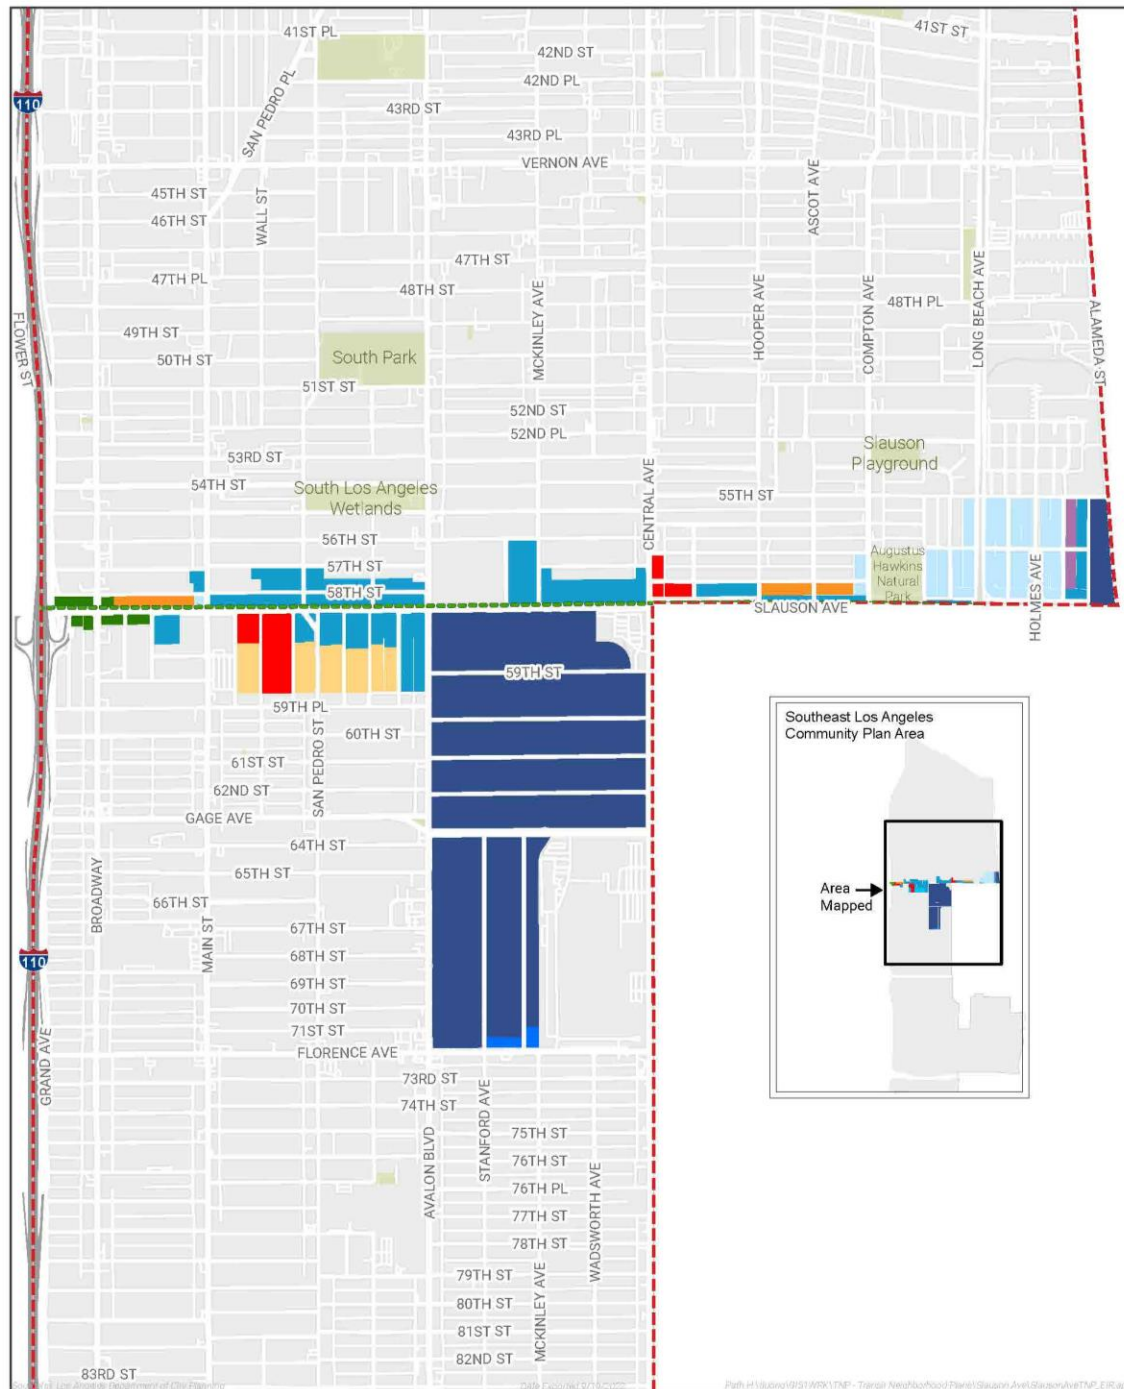 41ST PL
41ST ST
42ND ST
42ND PL
110
SAN PEDRO PL
43RD ST
43RD PL
VERNON AVE
ASCOT AVE
45TH ST
46TH ST
WALL ST
47TH ST
47TH PL
48TH ST
48TH PL
MCKINLEY AVE
HOOPER AVE
COMPTON AVE
LONG BEACH AVE
ALAMEDA ST
FLOWER ST
49TH ST
50TH ST
South Park
51ST ST
52ND ST
52ND PL
53RD ST
54TH ST
Slauson
Playground
South Los Angeles
Wetlands
CENTRAL AVE
55TH ST
56TH ST
57TH ST
58TH ST
Augustus
Hawkins
Natural
Park
SLAUSON AVE
HOLMES AVE
59TH ST
59TH PL
60TH ST
SAN PEDRO ST
61ST ST
62ND ST
GAGE AVE
64TH ST
65TH ST
66TH ST
BROADWAY
MAIN ST
67TH ST
68TH ST
69TH ST
70TH ST
71ST ST
110
FLORENCE AVE
GRAND AVE
73RD ST
74TH ST
AVALON BLVD
STANFORD AVE
75TH ST
76TH ST
76TH PL
77TH ST
78TH ST
WADSWORTH AVE
79TH ST
80TH ST
81ST ST
82ND ST
MCKINLEY AVE
83RD ST
Southeast Los Angeles
Community Plan Area
Area
Mapped